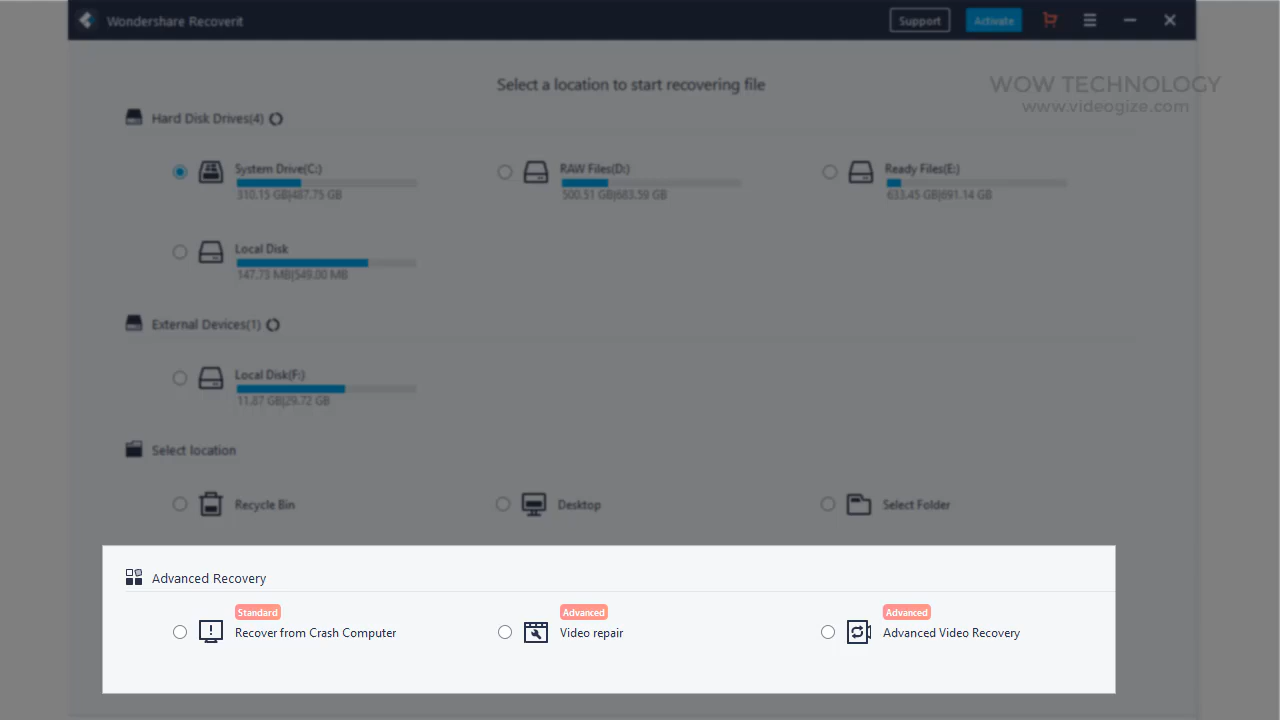 Wondershare Recoverit
Support
Activate
WOW TECHNOLOGY
www.videogize.com
Select a location to start recovering file
Hard Disk Drives(4)
System Drive(C:)
310.15 GB|487.75 GB
RAW Files(D:)
500.51 GB|683.59 GB
Ready Files(E:)
633.45 GB|691.14 GB
Local Disk
147.73 MB|549.00 MB
External Devices(1)
Local Disk(F:)
11.87 GB|29.72 GB
Select location
Recycle Bin
Desktop
Select Folder
Advanced Recovery
Standard
Recover from Crash Computer
Advanced
Video repair
Advanced
Advanced Video Recovery